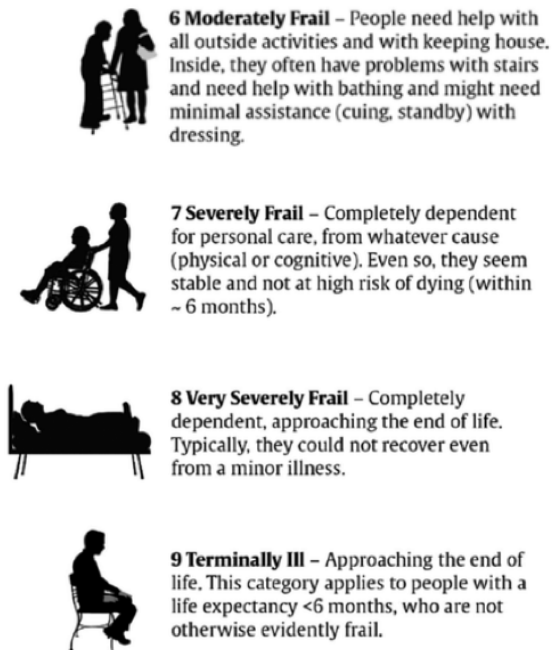 6 Moderately Frail – People need help with
all outside activities and with keeping house.
Inside, they often have problems with stairs
and need help with bathing and might need
minimal assistance (cuing, standby) with
dressing.
7 Severely Frail – Completely dependent
for personal care, from whatever cause
(physical or cognitive). Even so, they seem
stable and not at high risk of dying (within
~ 6 months).
8 Very Severely Frail – Completely
dependent, approaching the end of life.
Typically, they could not recover even
from a minor illness.
9 Terminally Ill – Approaching the end of
life. This category applies to people with a
life expectancy <6 months, who are not
otherwise evidently frail.